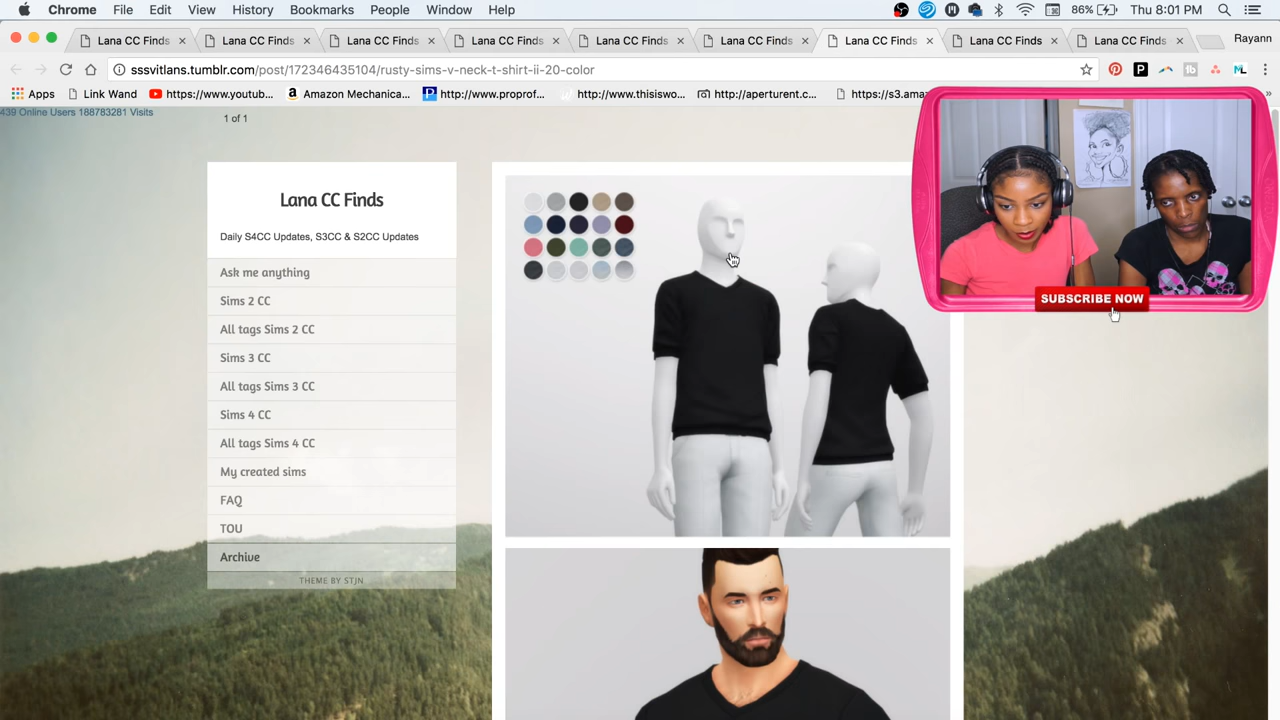 Chrome File Edit View History Bookmarks People Window Help 86% Thu 8:01 PM
Lana CC Finds Lana CC Finds Lana CC Finds Lana CC Finds Lana CC Finds Lana CC Finds Lana CC Finds Lana CC Finds Lana CC Finds Rayann
sssvitlans.tumblr.com/post/172346435104/rusty-sims-v-neck-t-shirt-ii-20-color
Apps Link Wand https://www.youtub... Amazon Mechanica... http://www.proprof... http://www.thisiswo... http://aperturent.c... https://s3.ama
439 Online Users 188783281 Visits
1 of 1
Lana CC Finds
Daily S4CC Updates, S3CC & S2CC Updates
Ask me anything
Sims 2 CC
All tags Sims 2 CC
Sims 3 CC
All tags Sims 3 CC
Sims 4 CC
All tags Sims 4 CC
My created sims
FAQ
TOU
Archive
THEME BY STJN
SUBSCRIBE NOW